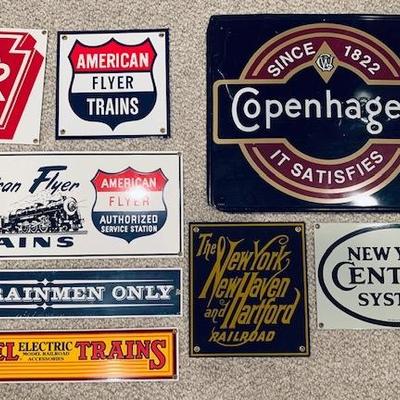 R
AMERICAN
FLYER
TRAINS
SINCE 1822
Copenhage
IT SATISFIES
Flyer
AINS
AMERICAN
FLYER
AUTHORIZED
SERVICE STATION
RAINMEN ONLY
EL ELECTRIC TRAINS
MODEL RAILROAD
ACCESSORIES
The
New York
New Haven
and Hartford
RAILROAD
NEW Y
CENT
SYST